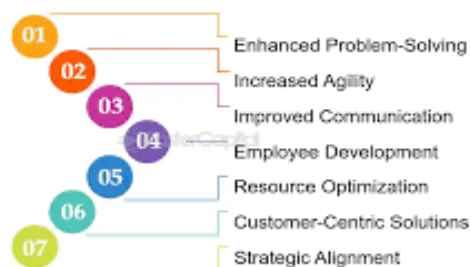 01
Enhanced Problem-Solving
02
Increased Agility
03
Improved Communication
04
Employee Development
05
Resource Optimization
06
Customer-Centric Solutions
07
Strategic Alignment